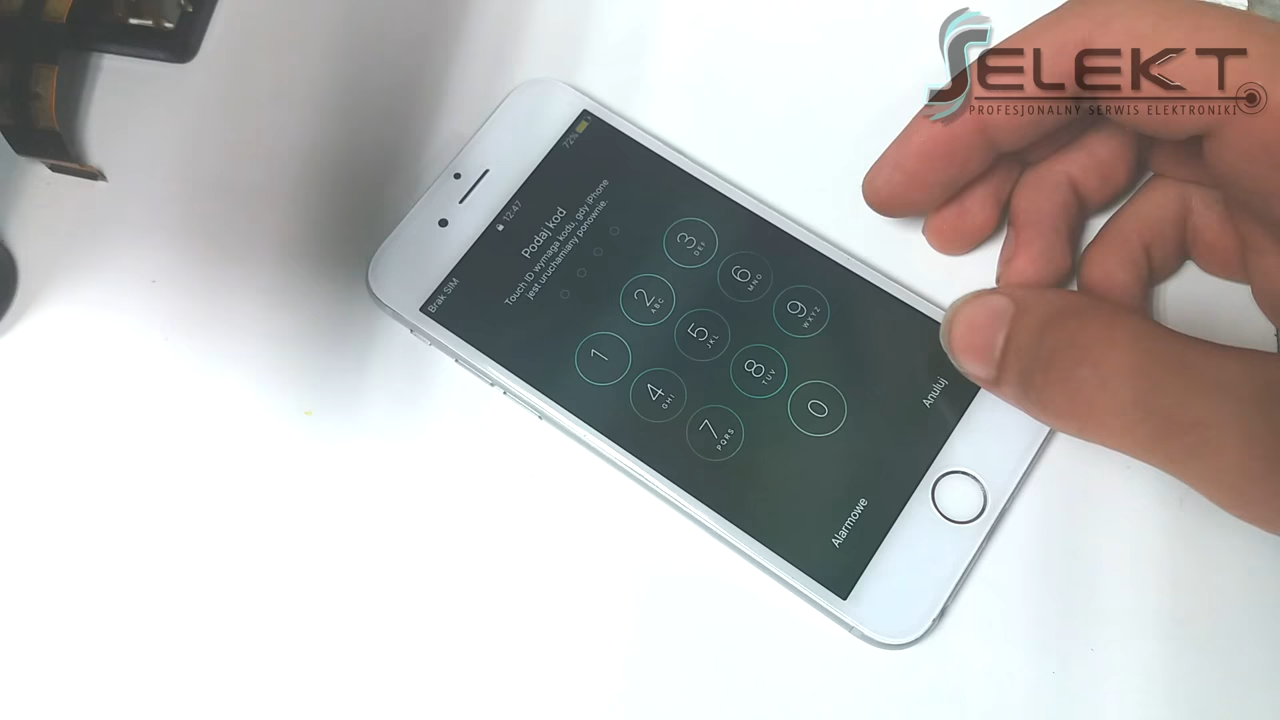 SELEKT
PROFESJONALNY SERWIS ELEKTRONIKI
Brak SIM
12:47
72%
Podaj kod
Touch ID wymaga kodu, gdy iPhone
jest uruchamiany ponownie.
1
2
ABC
3
DEF
4
GHI
5
JKL
6
MNO
7
PQRS
8
TUV
9
WXYZ
0
Alarmowe
Anuluj